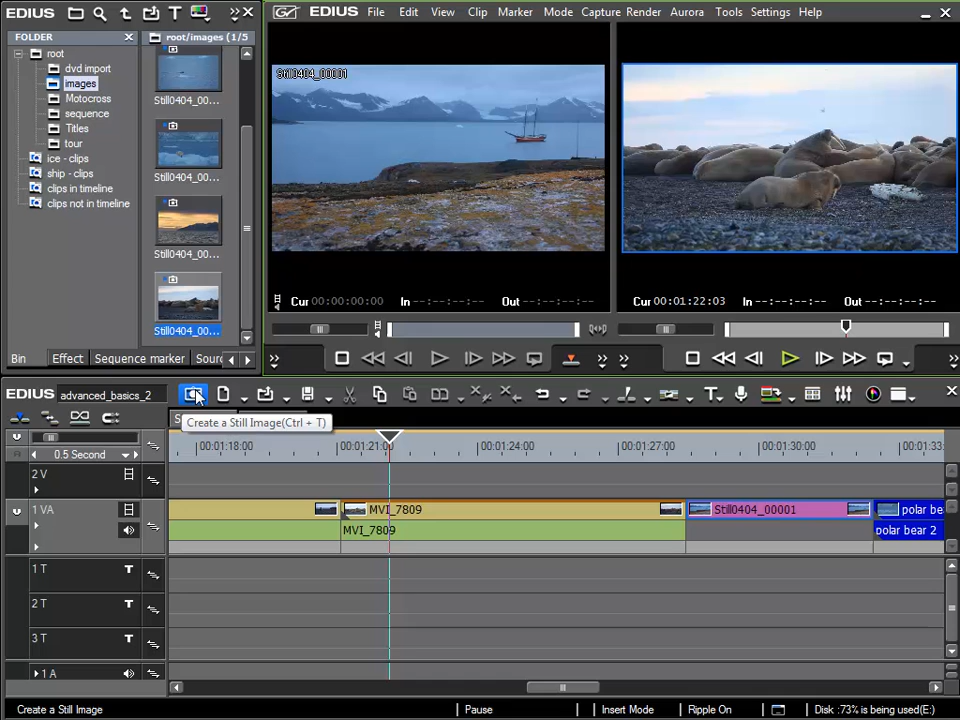 EDIUS
FOLDER
root
dvd import
images
Motocross
sequence
Titles
tour
ice - clips
ship - clips
clips in timeline
clips not in timeline
root/images (1/5
Still0404_00...
Still0404_00...
Still0404_00...
Still0404_00...
Bin Effect Sequence marker Sourc
EDIUS File Edit View Clip Marker Mode Capture Render Aurora Tools Settings Help
Still0404_00001
Cur 00:00:00:00 In --:--:--:-- Out --:--:--:--
Cur 00:01:22:03 In --:--:--:-- Out --:--:--:--
EDIUS advanced_basics_2
Create a Still Image(Ctrl + T)
0.5 Second
00:01:18:00 00:01:21:00 00:01:24:00 00:01:27:00 00:01:30:00 00:01:33:
2 V
1 VA
MVI_7809 Still0404_00001 polar be
MVI_7809 polar bear 2
1 T T
2 T T
3 T T
1 A
Create a Still Image Pause Insert Mode Ripple On Disk :73% is being used(E:)